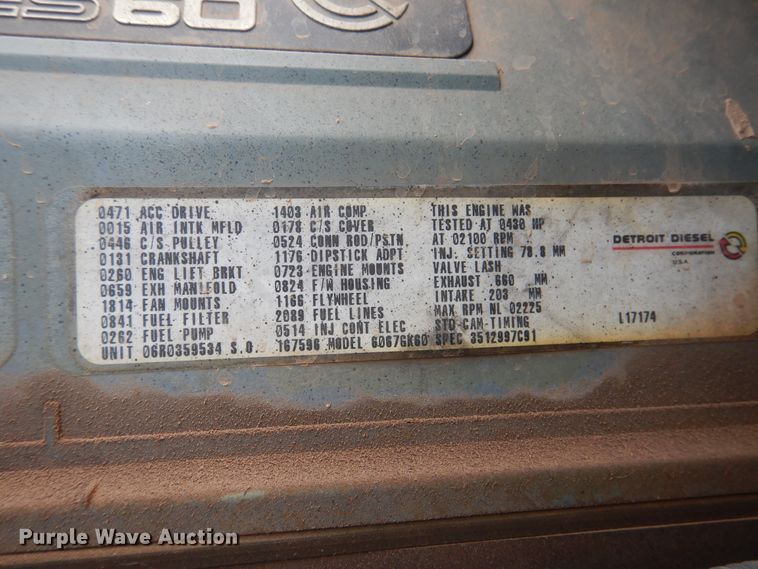 ES60
0471 ACC DRIVE 1403 AIR COMP THIS ENGINE WAS
0015 AIR INTK MFLD 0178 C/S COVER TESTED AT 0430 HP
0446 C/S PULLEY 0524 CONN ROD/PSTN AT 02100 RPM
0131 CRANKSHAFT 1176 DIPSTICK ADPT INJ. SETTING 78.8 MM
0260 ENG LIFT BRKT 0723 ENGINE MOUNTS VALVE LASH
0659 EXH MANIFOLD 0824 F/W HOUSING EXHAUST .660 MM
1814 FAN MOUNTS 1166 FLYWHEEL INTAKE .203 MM
0841 FUEL FILTER 2089 FUEL LINES MAX RPM NL 02225
0262 FUEL PUMP 0514 INJ CONT ELEC STD CAM-TIMING
UNIT 06R0359534 S.O. 167596 MODEL 6067GK60 SPEC 3512997C91
DETROIT DIESEL
CORPORATION
U.S.A.
L17174
Purple Wave Auction